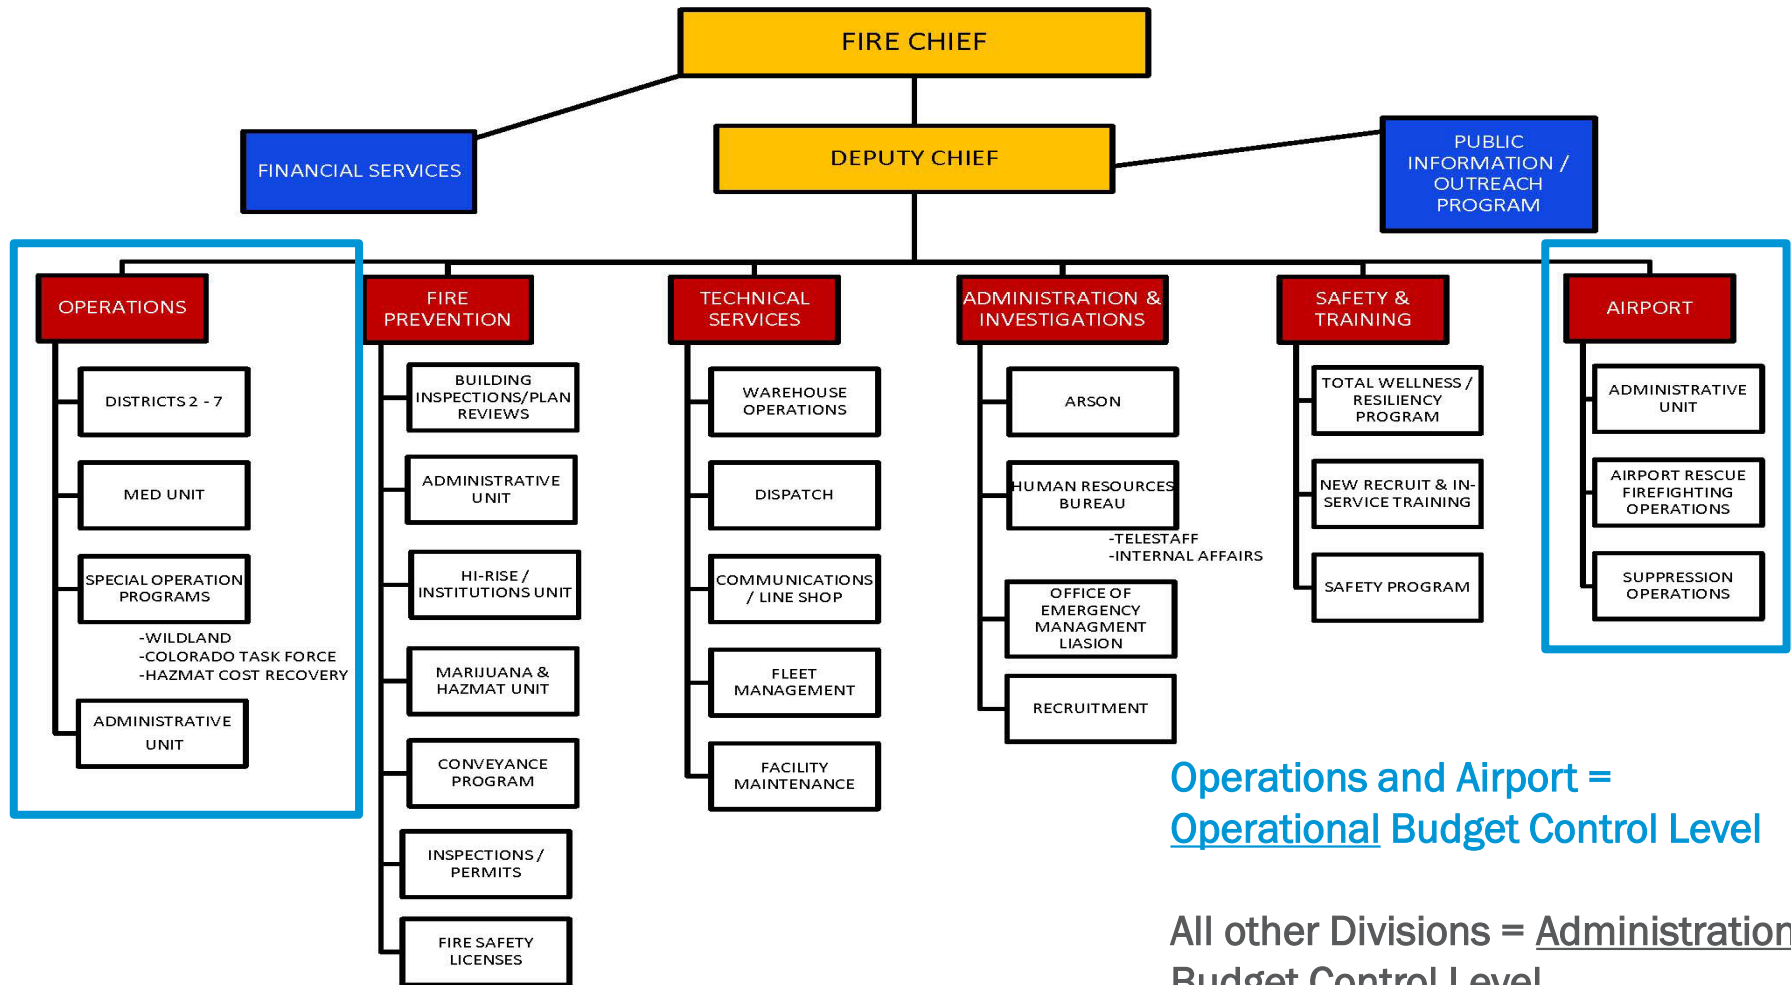 FIRE CHIEF
DEPUTY CHIEF
FINANCIAL SERVICES
PUBLIC
INFORMATION /
OUTREACH
PROGRAM
OPERATIONS
DISTRICTS 2 - 7
MED UNIT
SPECIAL OPERATION
PROGRAMS
-WILDLAND
-COLORADO TASK FORCE
-HAZMAT COST RECOVERY
ADMINISTRATIVE
UNIT
FIRE
PREVENTION
BUILDING
INSPECTIONS/PLAN
REVIEWS
ADMINISTRATIVE
UNIT
HI-RISE /
INSTITUTIONS UNIT
MARIJUANA &
HAZMAT UNIT
CONVEYANCE
PROGRAM
INSPECTIONS /
PERMITS
FIRE SAFETY
LICENSES
TECHNICAL
SERVICES
WAREHOUSE
OPERATIONS
DISPATCH
COMMUNICATIONS
/ LINE SHOP
FLEET
MANAGEMENT
FACILITY
MAINTENANCE
ADMINISTRATION &
INVESTIGATIONS
ARSON
HUMAN RESOURCES
BUREAU
-TELESTAFF
-INTERNAL AFFAIRS
OFFICE OF
EMERGENCY
MANAGMENT
LIASION
RECRUITMENT
SAFETY &
TRAINING
TOTAL WELLNESS /
RESILIENCY
PROGRAM
NEW RECRUIT & IN-
SERVICE TRAINING
SAFETY PROGRAM
AIRPORT
ADMINISTRATIVE
UNIT
AIRPORT RESCUE
FIREFIGHTING
OPERATIONS
SUPPRESSION
OPERATIONS
Operations and Airport =
Operational Budget Control Level
All other Divisions = Administration
Budget Control Level